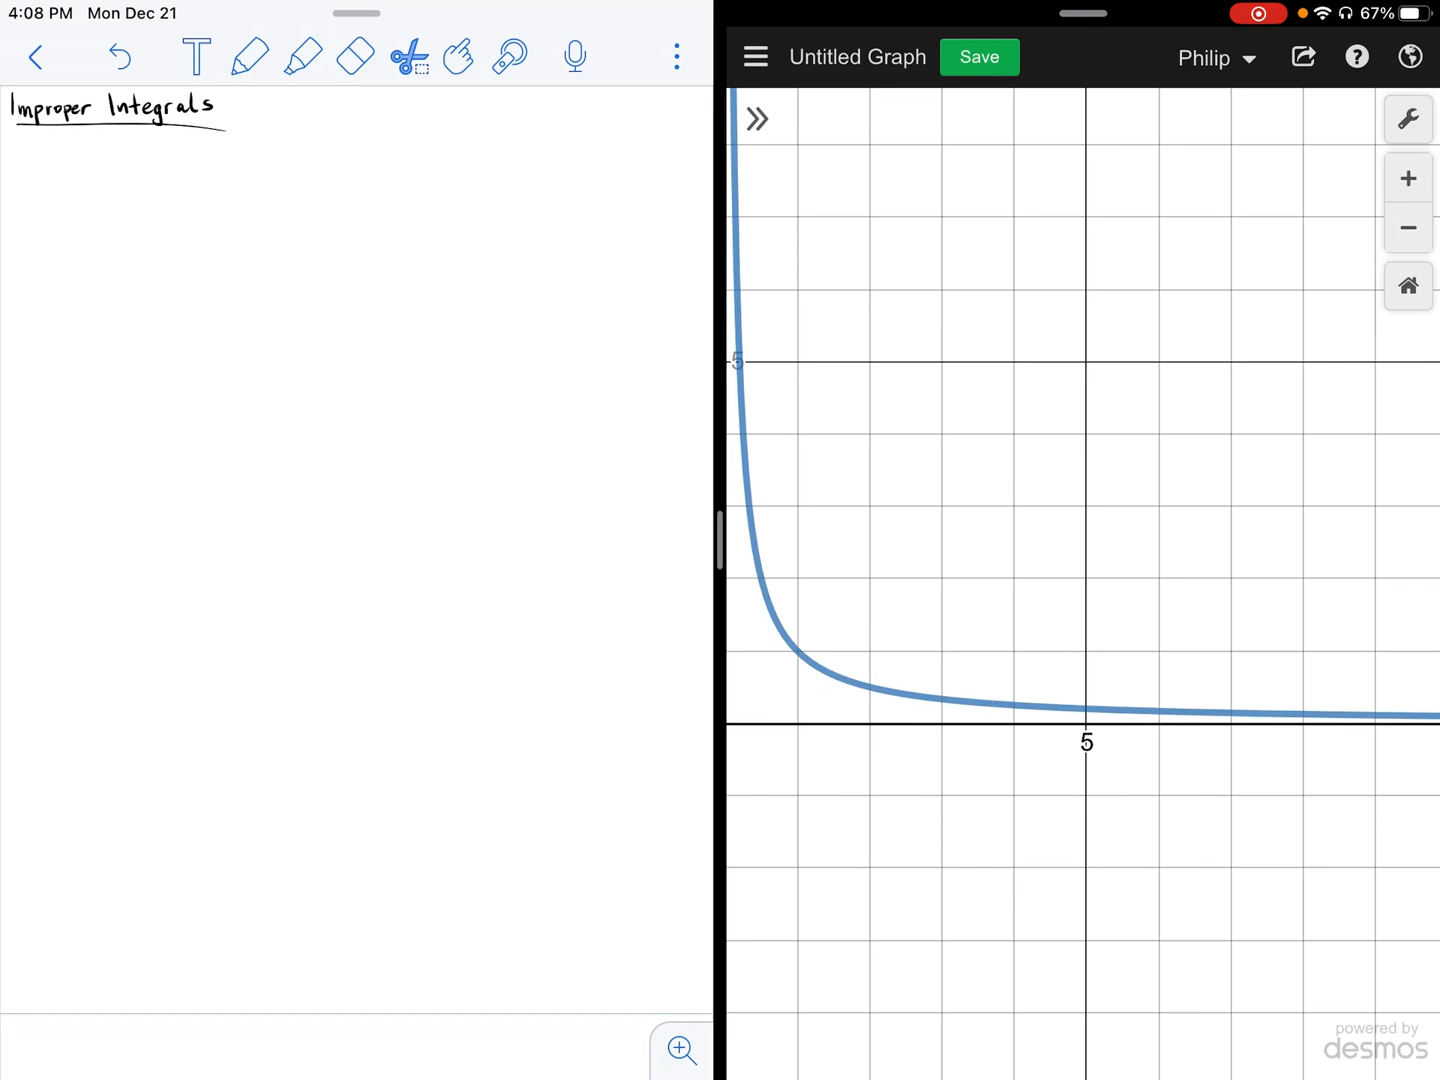 4:08 PM Mon Dec 21
67%
T
Untitled Graph
Save
Philip
?
Improper Integrals
+
−
5
5
powered by
desmos